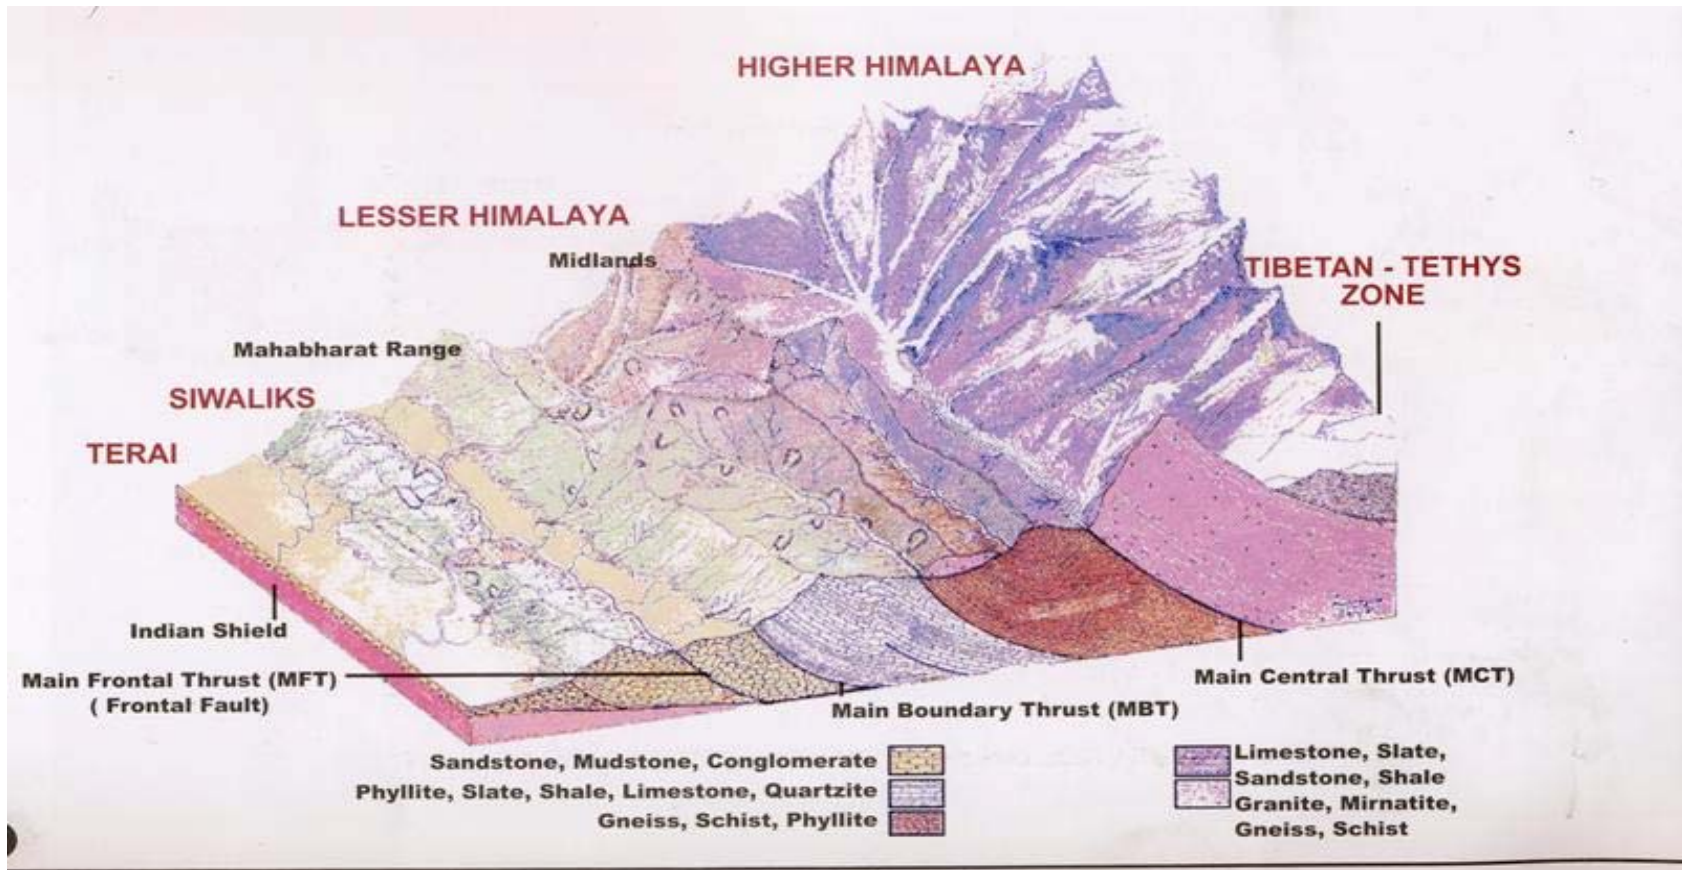 HIGHER HIMALAYA
LESSER HIMALAYA
Midlands
TIBETAN - TETHYS
ZONE
Mahabharat Range
SIWALIKS
TERAI
Indian Shield
Main Frontal Thrust (MFT)
( Frontal Fault)
Main Boundary Thrust (MBT)
Main Central Thrust (MCT)
Sandstone, Mudstone, Conglomerate
Phyllite, Slate, Shale, Limestone, Quartzite
Gneiss, Schist, Phyllite
Limestone, Slate,
Sandstone, Shale
Granite, Mirnatite,
Gneiss, Schist